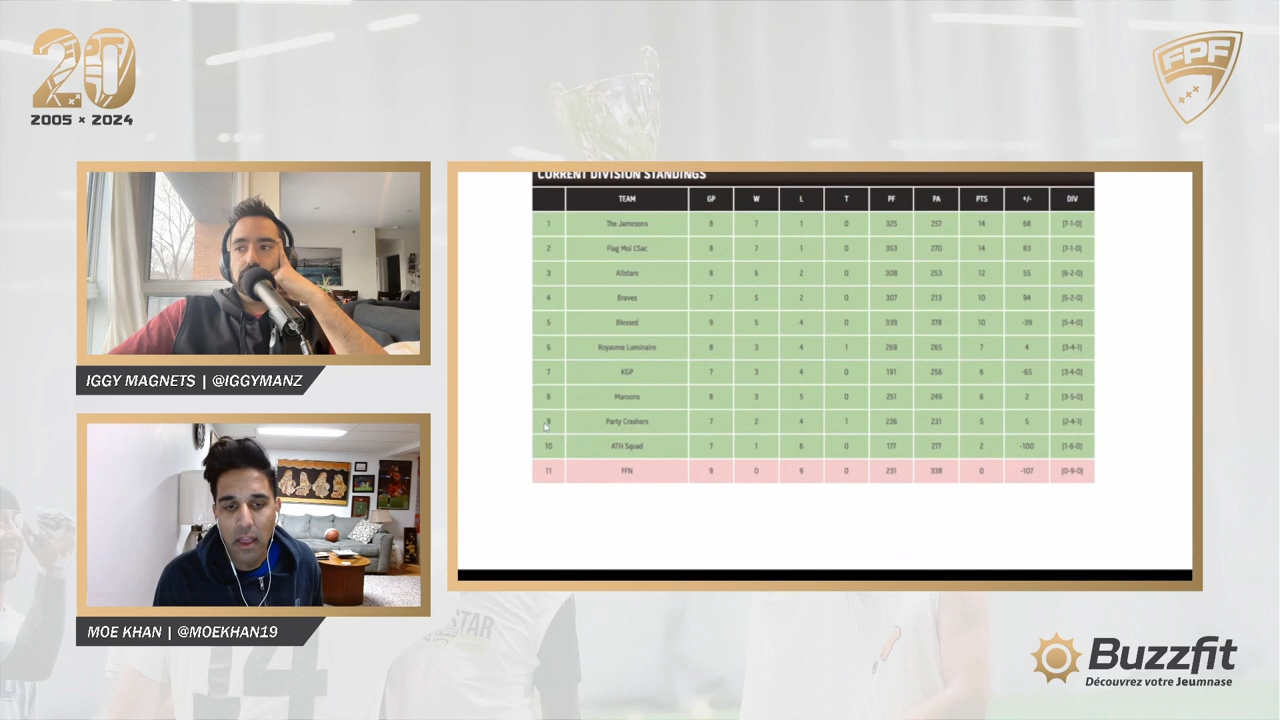 20
2005 × 2024
FPF
CURRENT DIVISION STANDINGS
TEAM GP W L T PF PA PTS +/- DIV
1 The Jamesons 8 7 1 0 325 257 14 68 (7-1-0)
2 Flag Moi L'Sac 8 7 1 0 353 270 14 83 (7-1-0)
3 Allstars 8 6 2 0 308 253 12 55 (6-2-0)
4 Braves 7 5 2 0 307 213 10 94 (5-2-0)
5 Blessed 9 5 4 0 339 378 10 -39 (5-4-0)
6 Royaume Luminaire 8 3 4 1 269 265 7 4 (3-4-1)
7 KGP 7 3 4 0 191 256 6 -65 (3-4-0)
8 Maroons 8 3 5 0 251 249 6 2 (3-5-0)
9 Party Crashers 7 2 4 1 236 231 5 5 (2-4-1)
10 ATH Squad 7 1 6 0 177 277 2 -100 (1-6-0)
11 FFN 9 0 9 0 231 338 0 -107 (0-9-0)
IGGY MAGNETS | @IGGYMANZ
MOE KHAN | @MOEKHAN19
STAR
14
Buzzfit
Découvrez votre Jeumnase